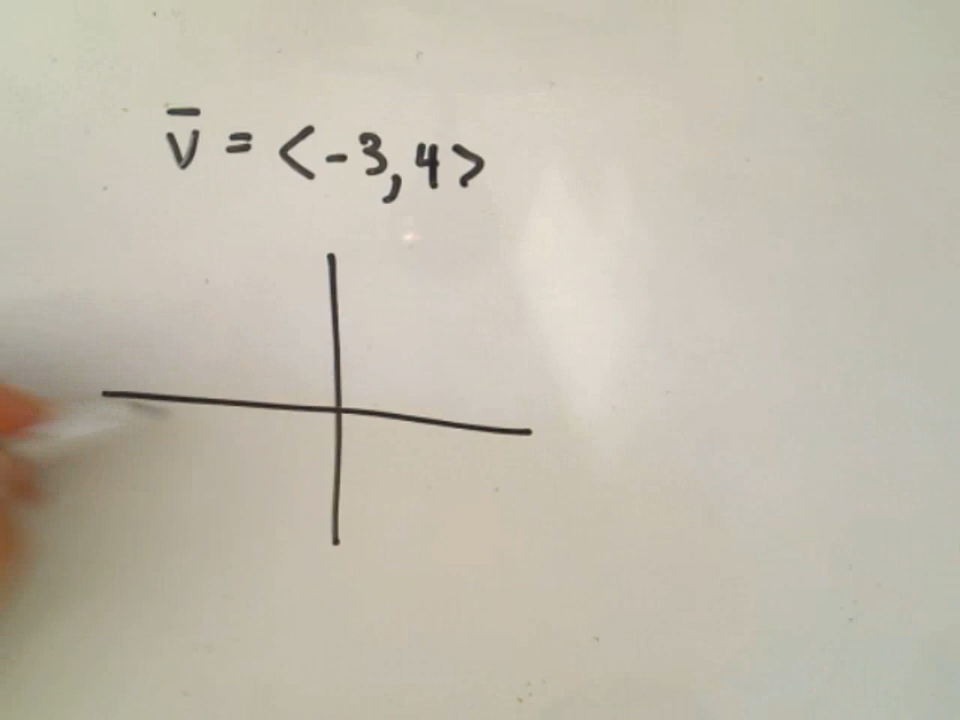 v̅ = <-3,4>